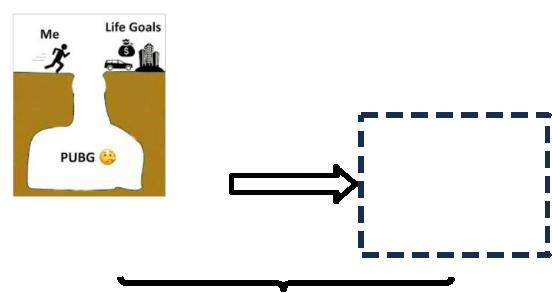 Me
Life Goals
$
PUBG 🤔